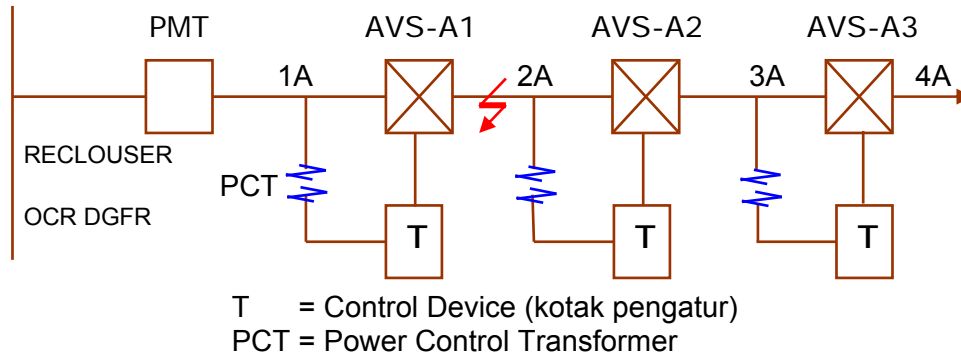 PMT AVS-A1 AVS-A2 AVS-A3
1A 2A 3A 4A
RECLOUSER
PCT
OCR DGFR
T T T
T = Control Device (kotak pengatur)
PCT = Power Control Transformer